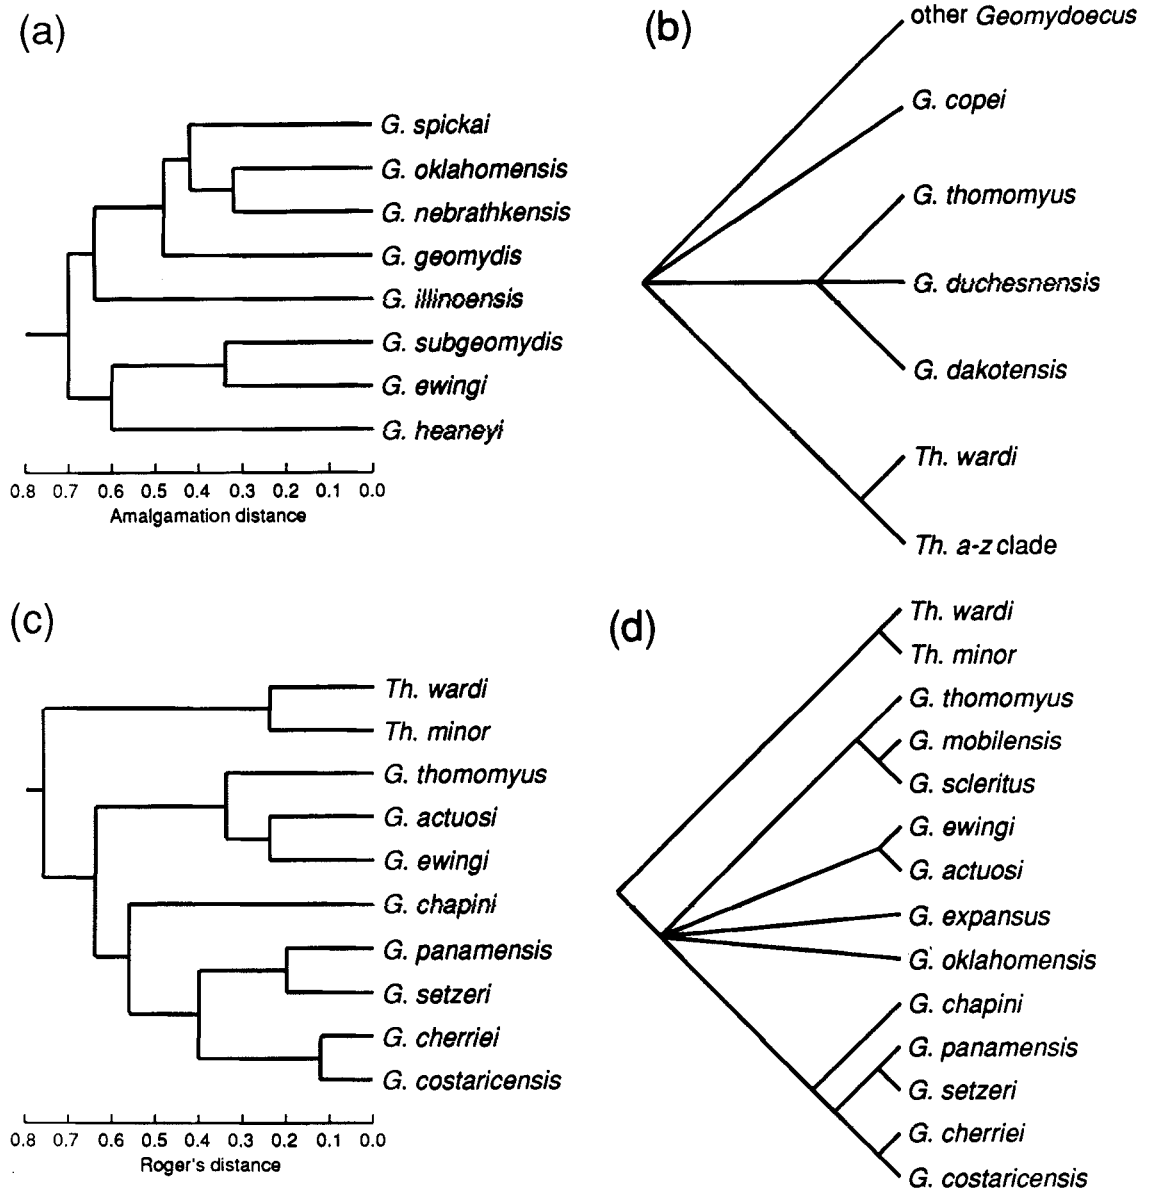 (a)
G. spickai
G. oklahomensis
G. nebrathkensis
G. geomydis
G. illinoensis
G. subgeomydis
G. ewingi
G. heaneyi
0.8 0.7 0.6 0.5 0.4 0.3 0.2 0.1 0.0
Amalgamation distance
(b)
other Geomydoecus
G. copei
G. thomomyus
G. duchesnensis
G. dakotensis
Th. wardi
Th. a-z clade
(c)
Th. wardi
Th. minor
G. thomomyus
G. actuosi
G. ewingi
G. chapini
G. panamensis
G. setzeri
G. cherriei
G. costaricensis
0.8 0.7 0.6 0.5 0.4 0.3 0.2 0.1 0.0
Roger's distance
(d)
Th. wardi
Th. minor
G. thomomyus
G. mobilensis
G. scleritus
G. ewingi
G. actuosi
G. expansus
G. oklahomensis
G. chapini
G. panamensis
G. setzeri
G. cherriei
G. costaricensis